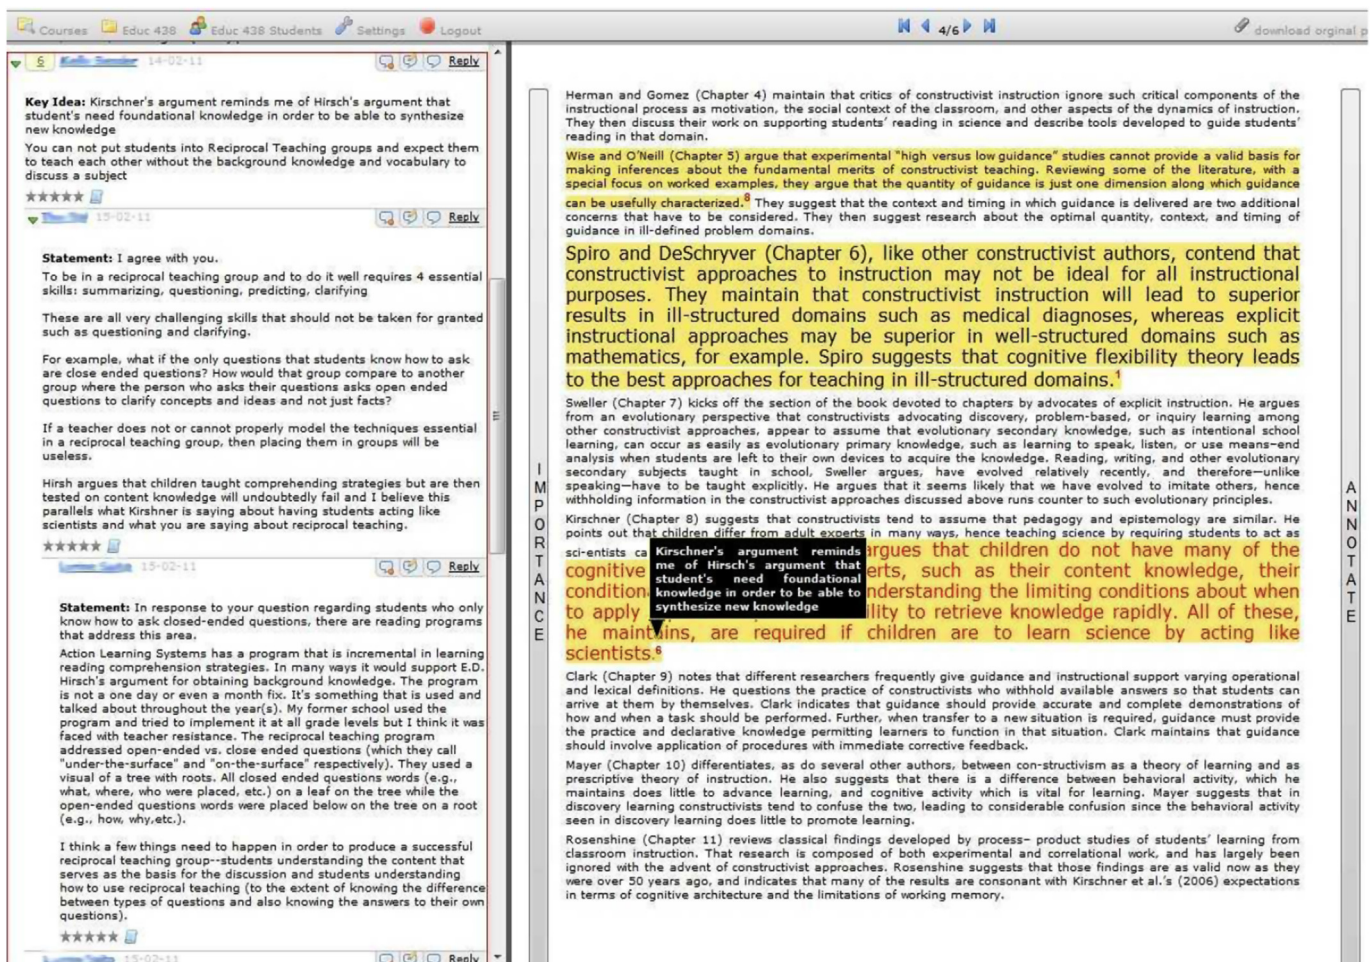 Courses Educ 438 Educ 438 Students Settings Logout
4/6
download orginal p
6 14-02-11 Reply
Key Idea: Kirschner's argument reminds me of Hirsch's argument that
student's need foundational knowledge in order to be able to synthesize
new knowledge
You can not put students into Reciprocal Teaching groups and expect them
to teach each other without the background knowledge and vocabulary to
discuss a subject
15-02-11 Reply
Statement: I agree with you.
To be in a reciprocal teaching group and to do it well requires 4 essential
skills: summarizing, questioning, predicting, clarifying
These are all very challenging skills that should not be taken for granted
such as questioning and clarifying.
For example, what if the only questions that students know how to ask
are close ended questions? How would that group compare to another
group where the person who asks their questions asks open ended
questions to clarify concepts and ideas and not just facts?
If a teacher does not or cannot properly model the techniques essential
in a reciprocal teaching group, then placing them in groups will be
useless.
Hirsh argues that children taught comprehending strategies but are then
tested on content knowledge will undoubtedly fail and I believe this
parallels what Kirshner is saying about having students acting like
scientists and what you are saying about reciprocal teaching.
15-02-11 Reply
Statement: In response to your question regarding students who only
know how to ask closed-ended questions, there are reading programs
that address this area.
Action Learning Systems has a program that is incremental in learning
reading comprehension strategies. In many ways it would support E.D.
Hirsch's argument for obtaining background knowledge. The program
is not a one day or even a month fix. It's something that is used and
talked about throughout the year(s). My former school used the
program and tried to implement it at all grade levels but I think it was
faced with teacher resistance. The reciprocal teaching program
addressed open-ended vs. close ended questions (which they call
"under-the-surface" and "on-the-surface" respectively). They used a
visual of a tree with roots. All closed ended questions words (e.g.,
what, where, who were placed, etc.) on a leaf on the tree while the
open-ended questions words were placed below on the tree on a root
(e.g., how, why,etc.).
I think a few things need to happen in order to produce a successful
reciprocal teaching group--students understanding the content that
serves as the basis for the discussion and students understanding
how to use reciprocal teaching (to the extent of knowing the difference
between types of questions and also knowing the answers to their own
questions).
15-02-11 Reply
IMPORTANCE
Herman and Gomez (Chapter 4) maintain that critics of constructivist instruction ignore such critical components of the
instructional process as motivation, the social context of the classroom, and other aspects of the dynamics of instruction.
They then discuss their work on supporting students' reading in science and describe tools developed to guide students'
reading in that domain.
Wise and O'Neill (Chapter 5) argue that experimental "high versus low guidance" studies cannot provide a valid basis for
making inferences about the fundamental merits of constructivist teaching. Reviewing some of the literature, with a
special focus on worked examples, they argue that the quantity of guidance is just one dimension along which guidance
can be usefully characterized.8 They suggest that the context and timing in which guidance is delivered are two additional
concerns that have to be considered. They then suggest research about the optimal quantity, context, and timing of
guidance in ill-defined problem domains.
Spiro and DeSchryver (Chapter 6), like other constructivist authors, contend that
constructivist approaches to instruction may not be ideal for all instructional
purposes. They maintain that constructivist instruction will lead to superior
results in ill-structured domains such as medical diagnoses, whereas explicit
instructional approaches may be superior in well-structured domains such as
mathematics, for example. Spiro suggests that cognitive flexibility theory leads
to the best approaches for teaching in ill-structured domains.1
Sweller (Chapter 7) kicks off the section of the book devoted to chapters by advocates of explicit instruction. He argues
from an evolutionary perspective that constructivists advocating discovery, problem-based, or inquiry learning among
other constructivist approaches, appear to assume that evolutionary secondary knowledge, such as intentional school
learning, can occur as easily as evolutionary primary knowledge, such as learning to speak, listen, or use means–end
analysis when students are left to their own devices to acquire the knowledge. Reading, writing, and other evolutionary
secondary subjects taught in school, Sweller argues, have evolved relatively recently, and therefore—unlike
speaking—have to be taught explicitly. He argues that it seems likely that we have evolved to imitate others, hence
withholding information in the constructivist approaches discussed above runs counter to such evolutionary principles.
Kirschner (Chapter 8) suggests that constructivists tend to assume that pedagogy and epistemology are similar. He
points out that children differ from adult experts in many ways, hence teaching science by requiring students to act as
sci-entists ca argues that children do not have many of the
cognitive erts, such as their content knowledge, their
condition nderstanding the limiting conditions about when
to apply ility to retrieve knowledge rapidly. All of these,
he maintains, are required if children are to learn science by acting like
scientists.6
Kirschner's argument reminds
me of Hirsch's argument that
student's need foundational
knowledge in order to be able to
synthesize new knowledge
Clark (Chapter 9) notes that different researchers frequently give guidance and instructional support varying operational
and lexical definitions. He questions the practice of constructivists who withhold available answers so that students can
arrive at them by themselves. Clark indicates that guidance should provide accurate and complete demonstrations of
how and when a task should be performed. Further, when transfer to a new situation is required, guidance must provide
the practice and declarative knowledge permitting learners to function in that situation. Clark maintains that guidance
should involve application of procedures with immediate corrective feedback.
Mayer (Chapter 10) differentiates, as do several other authors, between con-structivism as a theory of learning and as
prescriptive theory of instruction. He also suggests that there is a difference between behavioral activity, which he
maintains does little to advance learning, and cognitive activity which is vital for learning. Mayer suggests that in
discovery learning constructivists tend to confuse the two, leading to considerable confusion since the behavioral activity
seen in discovery learning does little to promote learning.
Rosenshine (Chapter 11) reviews classical findings developed by process– product studies of students' learning from
classroom instruction. That research is composed of both experimental and correlational work, and has largely been
ignored with the advent of constructivist approaches. Rosenshine suggests that those findings are as valid now as they
were over 50 years ago, and indicates that many of the results are consonant with Kirschner et al.'s (2006) expectations
in terms of cognitive architecture and the limitations of working memory.
ANNOTATE